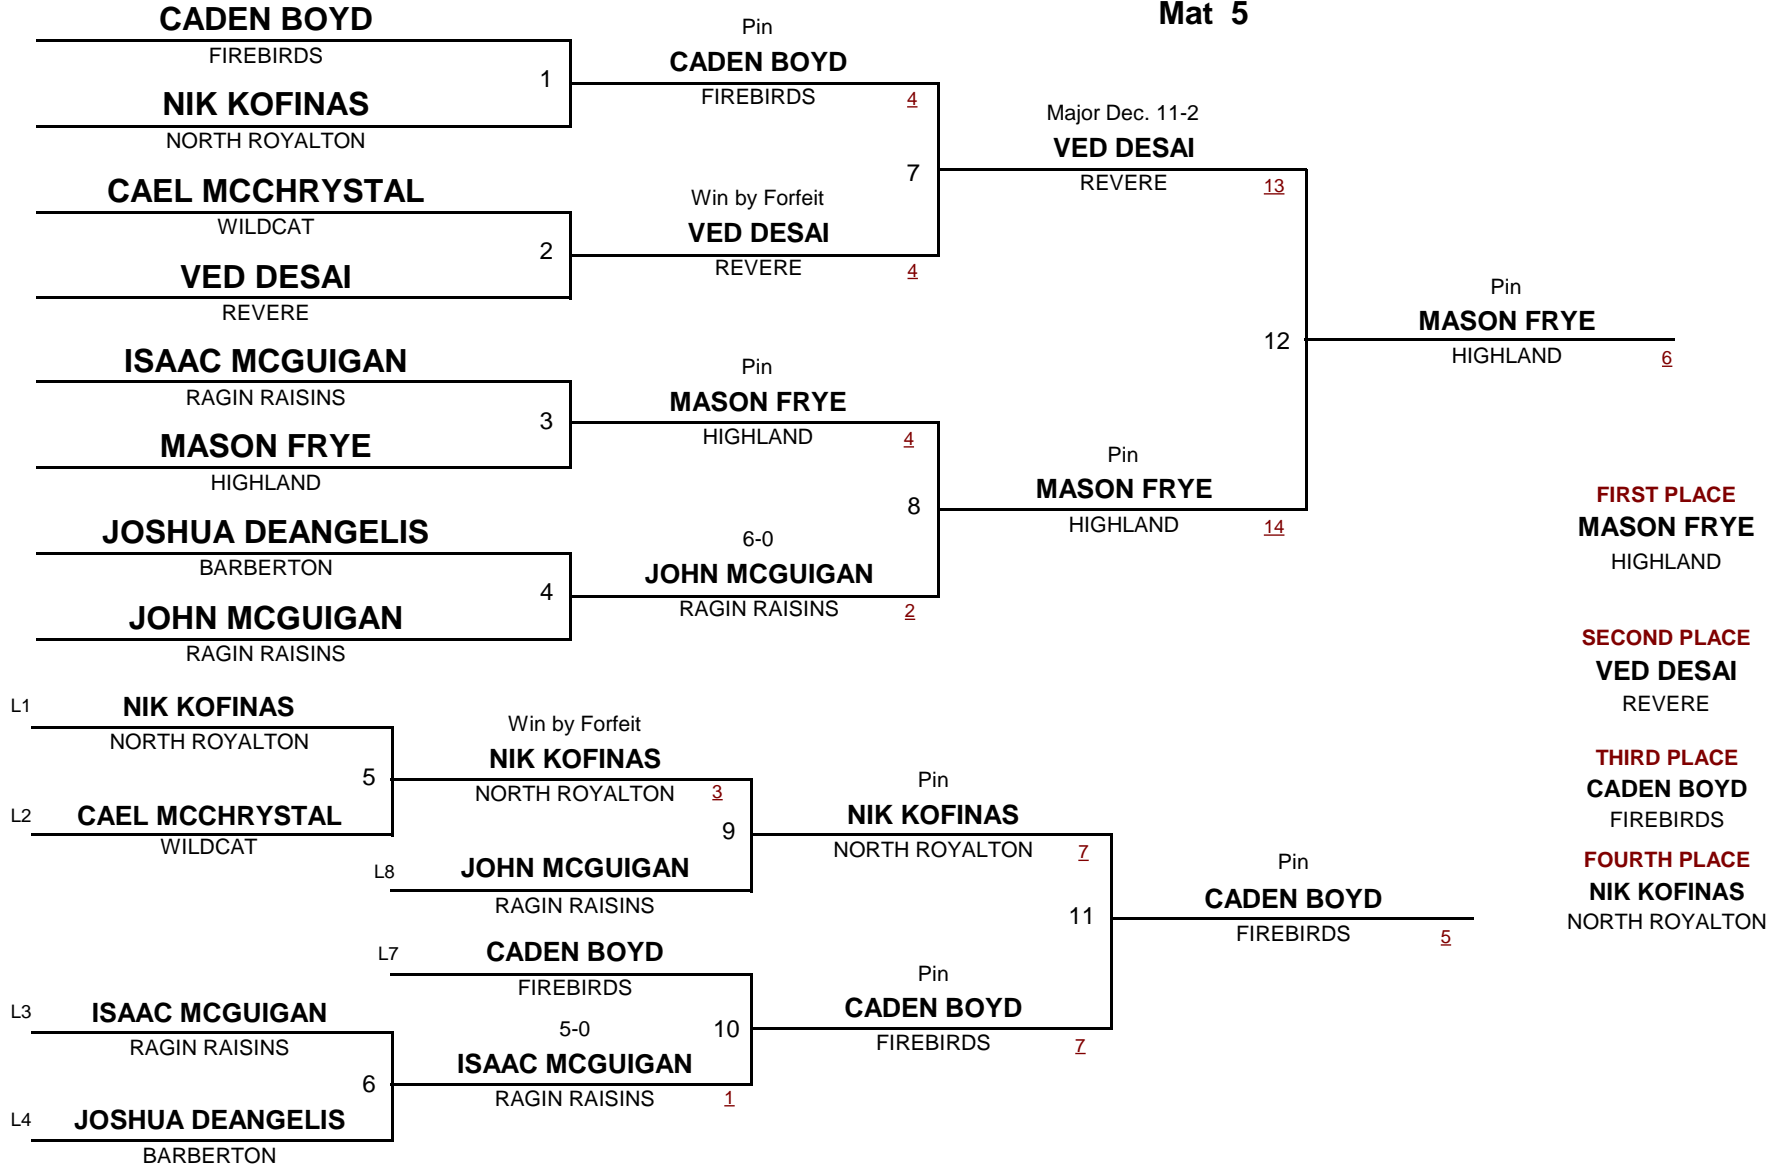 Mat 5
CADEN BOYD
FIREBIRDS
1
NIK KOFINAS
NORTH ROYALTON
CAEL MCCHRYSTAL
WILDCAT
2
VED DESAI
REVERE
ISAAC MCGUIGAN
RAGIN RAISINS
3
MASON FRYE
HIGHLAND
JOSHUA DEANGELIS
BARBERTON
4
JOHN MCGUIGAN
RAGIN RAISINS
Pin
CADEN BOYD
FIREBIRDS 4
7
Win by Forfeit
VED DESAI
REVERE 4
Pin
MASON FRYE
HIGHLAND 4
8
6-0
JOHN MCGUIGAN
RAGIN RAISINS 2
Major Dec. 11-2
VED DESAI
REVERE 13
12
Pin
MASON FRYE
HIGHLAND 14
Pin
MASON FRYE
HIGHLAND 6
FIRST PLACE
MASON FRYE
HIGHLAND
SECOND PLACE
VED DESAI
REVERE
THIRD PLACE
CADEN BOYD
FIREBIRDS
FOURTH PLACE
NIK KOFINAS
NORTH ROYALTON
L1 NIK KOFINAS
NORTH ROYALTON
5
L2 CAEL MCCHRYSTAL
WILDCAT
Win by Forfeit
NIK KOFINAS
NORTH ROYALTON 3
9
L8 JOHN MCGUIGAN
RAGIN RAISINS
L7 CADEN BOYD
FIREBIRDS
10
L3 ISAAC MCGUIGAN
RAGIN RAISINS
6
L4 JOSHUA DEANGELIS
BARBERTON
5-0
ISAAC MCGUIGAN
RAGIN RAISINS 1
Pin
NIK KOFINAS
NORTH ROYALTON 7
11
Pin
CADEN BOYD
FIREBIRDS 7
Pin
CADEN BOYD
FIREBIRDS 5